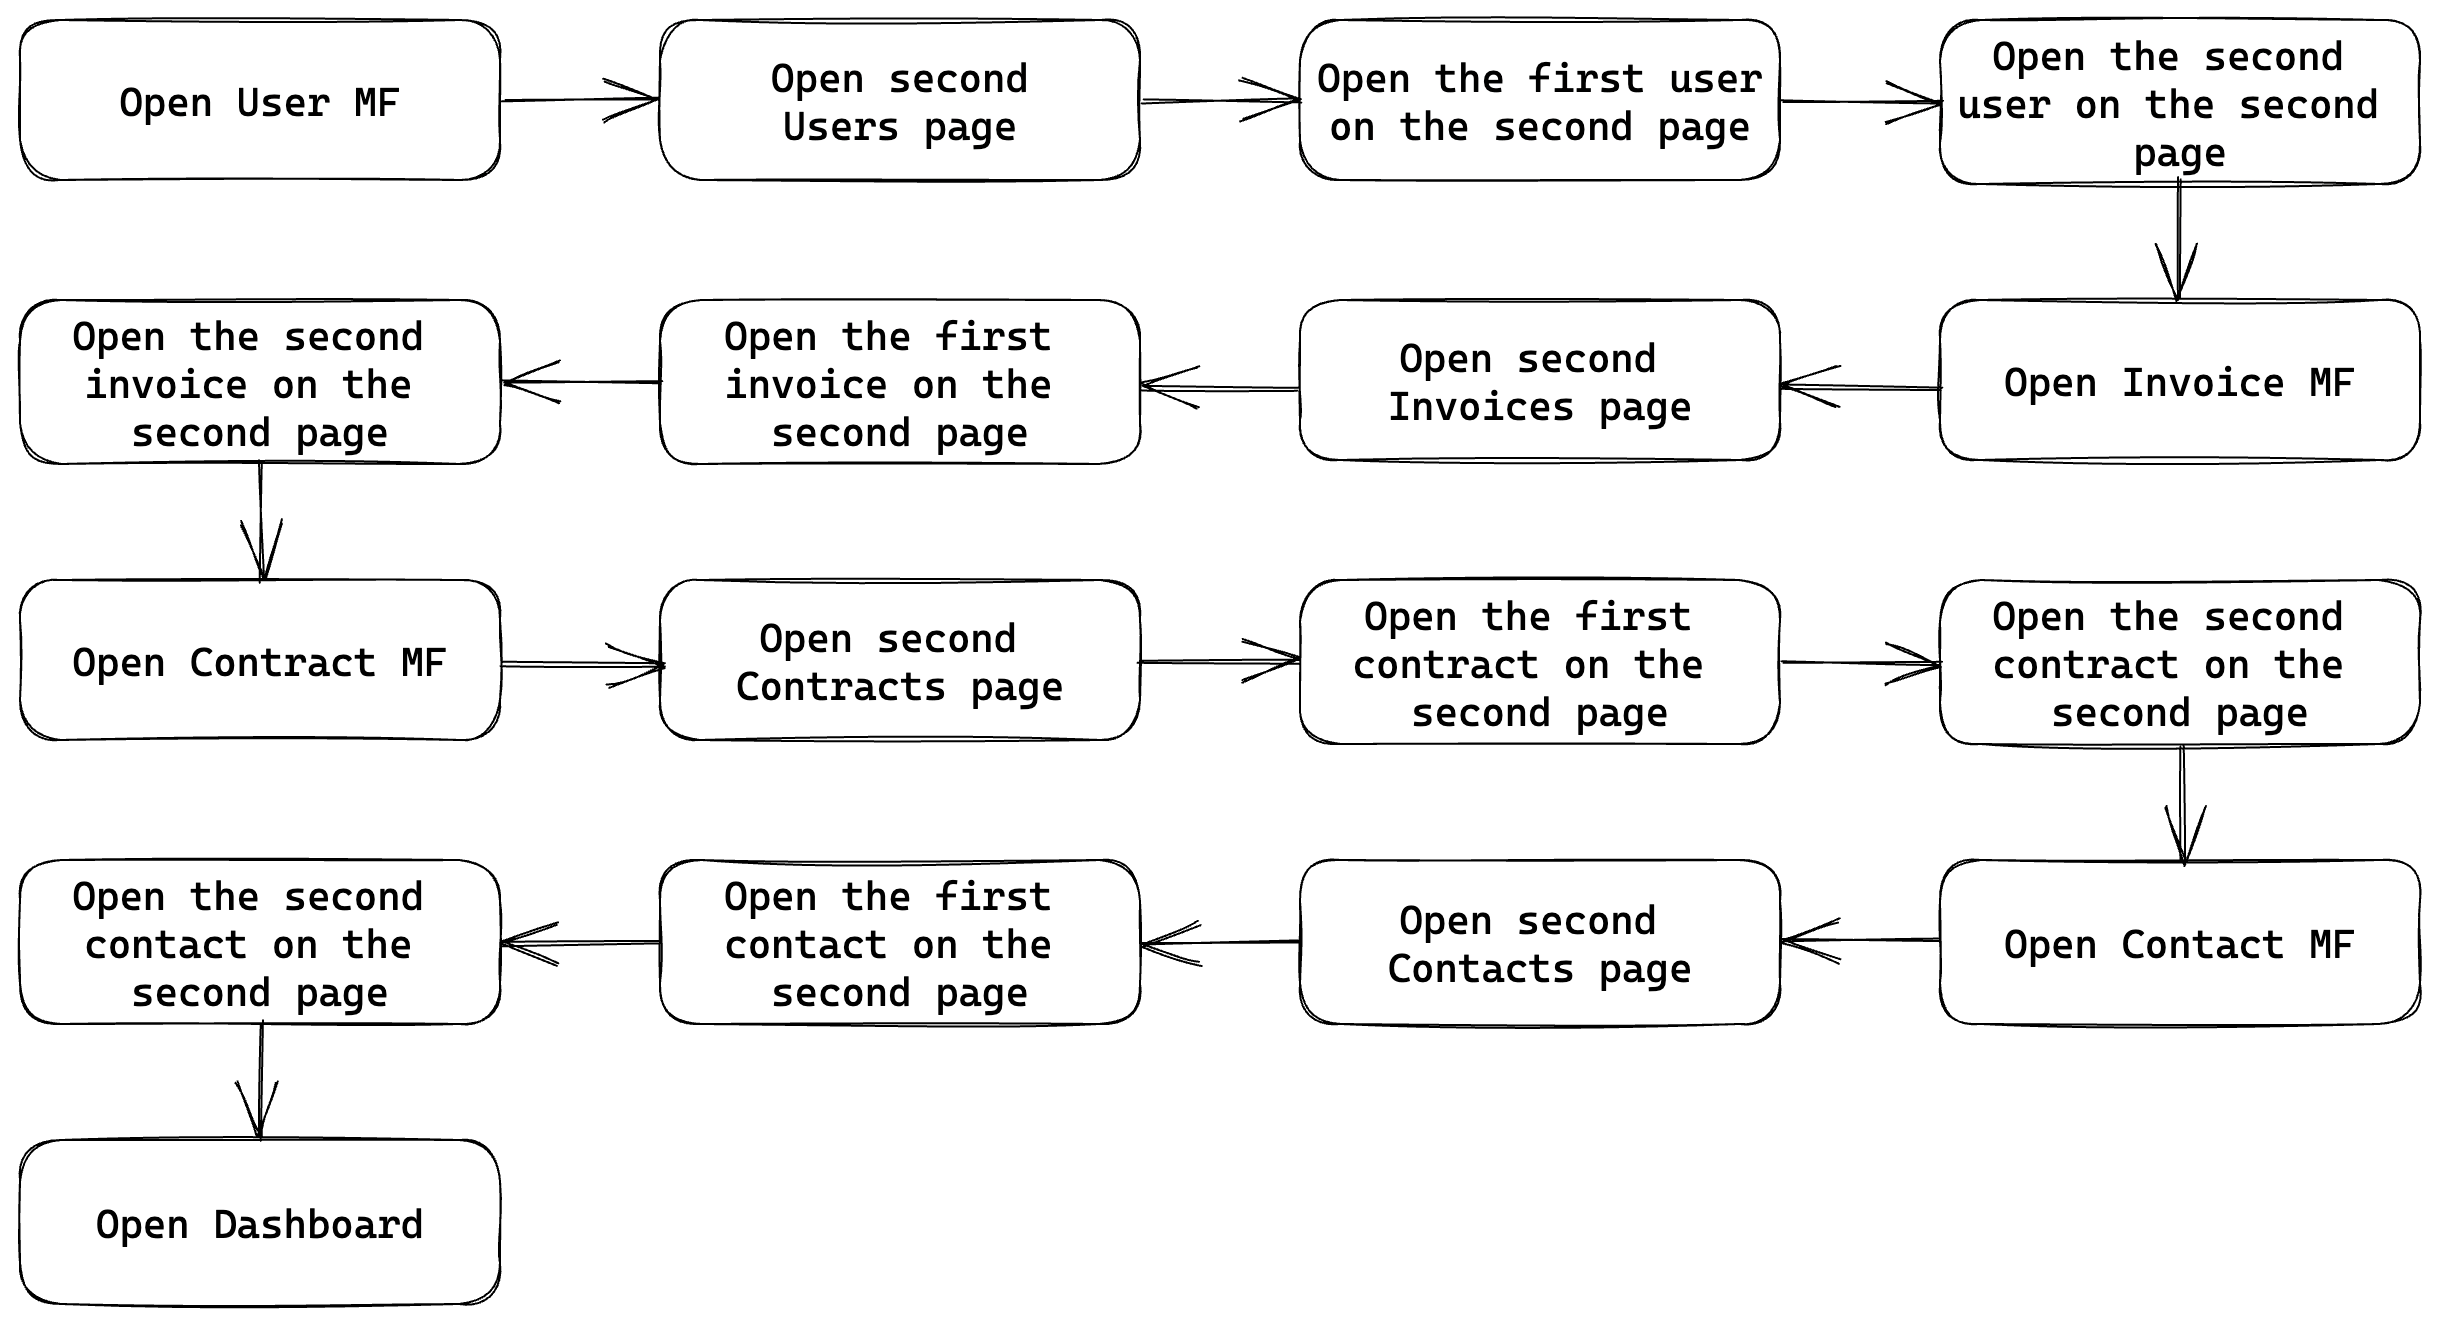 Open User MF
Open second
Users page
Open the first user
on the second page
Open the second
user on the second
page
Open Invoice MF
Open second
Invoices page
Open the first
invoice on the
second page
Open the second
invoice on the
second page
Open Contract MF
Open second
Contracts page
Open the first
contract on the
second page
Open the second
contract on the
second page
Open Contact MF
Open second
Contacts page
Open the first
contact on the
second page
Open the second
contact on the
second page
Open Dashboard